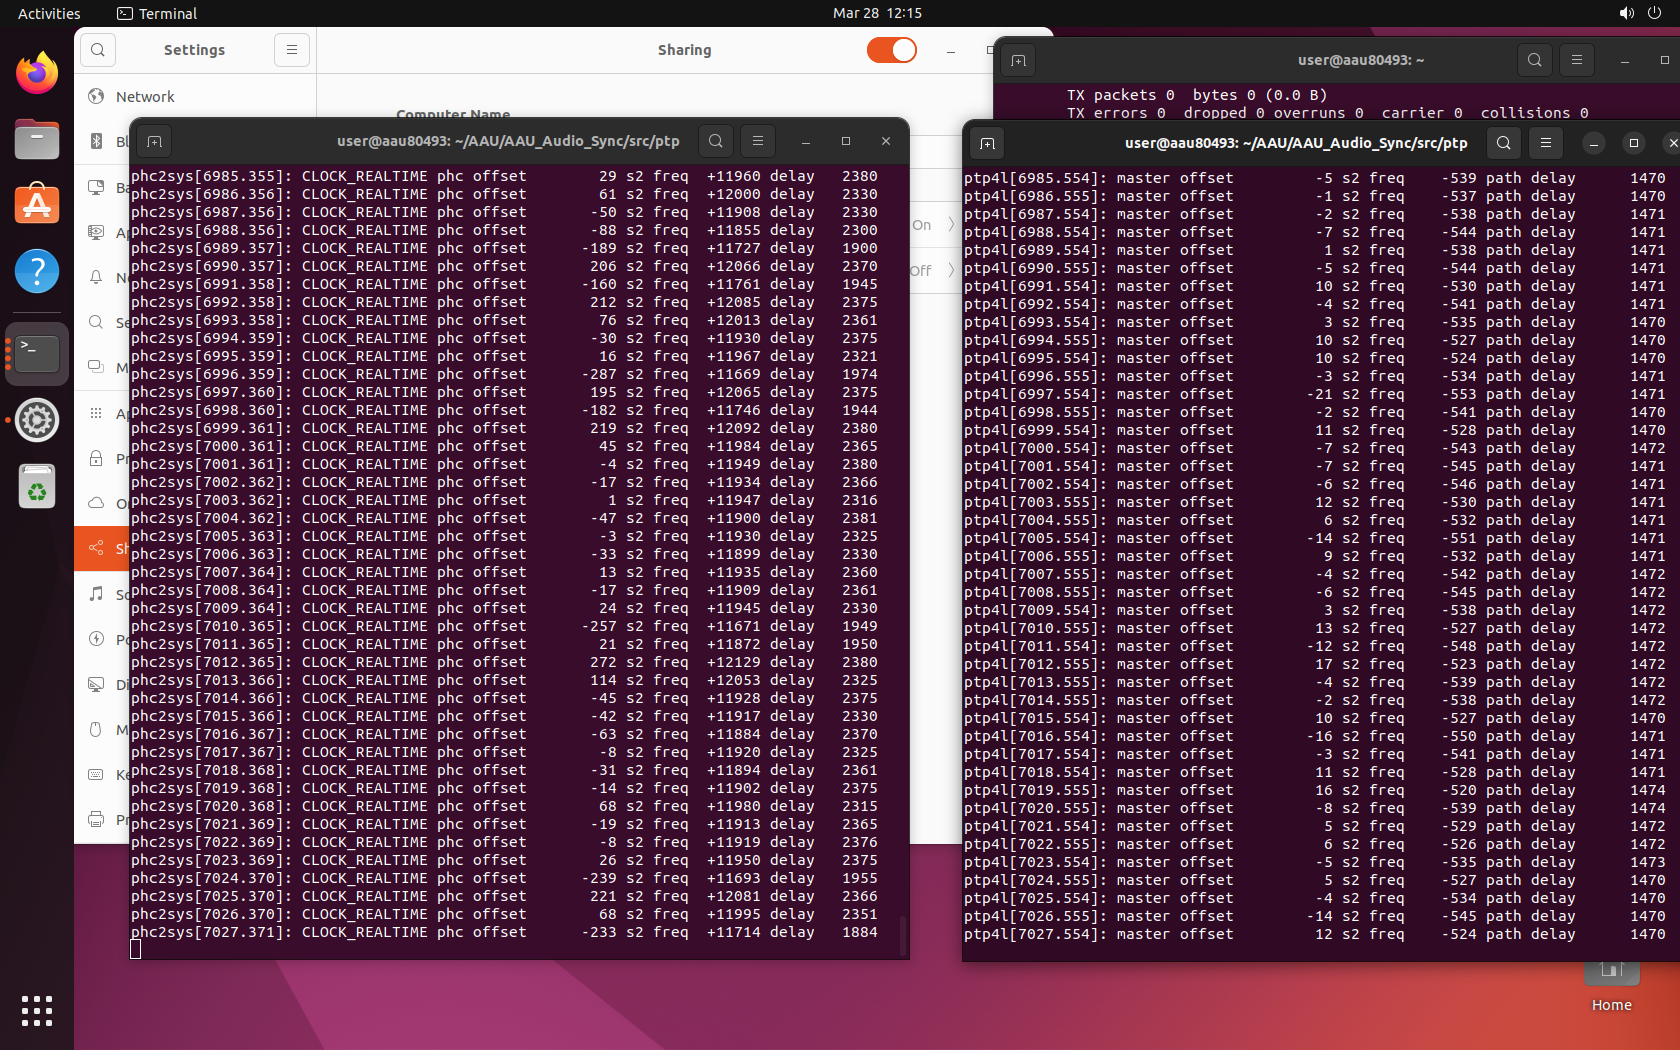 Activities
Terminal
Mar 28 12:15
Settings
Sharing
Network
Computer Name
On
Off
user@aau80493: ~
TX packets 0  bytes 0 (0.0 B)
TX errors 0  dropped 0 overruns 0  carrier 0  collisions 0
user@aau80493: ~/AAU/AAU_Audio_Sync/src/ptp
phc2sys[6985.355]: CLOCK_REALTIME phc offset        29 s2 freq  +11960 delay   2380
phc2sys[6986.356]: CLOCK_REALTIME phc offset        61 s2 freq  +12000 delay   2330
phc2sys[6987.356]: CLOCK_REALTIME phc offset       -50 s2 freq  +11908 delay   2330
phc2sys[6988.356]: CLOCK_REALTIME phc offset       -88 s2 freq  +11855 delay   2300
phc2sys[6989.357]: CLOCK_REALTIME phc offset      -189 s2 freq  +11727 delay   1900
phc2sys[6990.357]: CLOCK_REALTIME phc offset       206 s2 freq  +12066 delay   2370
phc2sys[6991.358]: CLOCK_REALTIME phc offset      -160 s2 freq  +11761 delay   1945
phc2sys[6992.358]: CLOCK_REALTIME phc offset       212 s2 freq  +12085 delay   2375
phc2sys[6993.358]: CLOCK_REALTIME phc offset        76 s2 freq  +12013 delay   2361
phc2sys[6994.359]: CLOCK_REALTIME phc offset       -30 s2 freq  +11930 delay   2375
phc2sys[6995.359]: CLOCK_REALTIME phc offset        16 s2 freq  +11967 delay   2321
phc2sys[6996.359]: CLOCK_REALTIME phc offset      -287 s2 freq  +11669 delay   1974
phc2sys[6997.360]: CLOCK_REALTIME phc offset       195 s2 freq  +12065 delay   2375
phc2sys[6998.360]: CLOCK_REALTIME phc offset      -182 s2 freq  +11746 delay   1944
phc2sys[6999.361]: CLOCK_REALTIME phc offset       219 s2 freq  +12092 delay   2380
phc2sys[7000.361]: CLOCK_REALTIME phc offset        45 s2 freq  +11984 delay   2365
phc2sys[7001.361]: CLOCK_REALTIME phc offset        -4 s2 freq  +11949 delay   2380
phc2sys[7002.362]: CLOCK_REALTIME phc offset       -17 s2 freq  +11934 delay   2366
phc2sys[7003.362]: CLOCK_REALTIME phc offset         1 s2 freq  +11947 delay   2316
phc2sys[7004.362]: CLOCK_REALTIME phc offset       -47 s2 freq  +11900 delay   2381
phc2sys[7005.363]: CLOCK_REALTIME phc offset        -3 s2 freq  +11930 delay   2325
phc2sys[7006.363]: CLOCK_REALTIME phc offset       -33 s2 freq  +11899 delay   2330
phc2sys[7007.364]: CLOCK_REALTIME phc offset        13 s2 freq  +11935 delay   2360
phc2sys[7008.364]: CLOCK_REALTIME phc offset       -17 s2 freq  +11909 delay   2361
phc2sys[7009.364]: CLOCK_REALTIME phc offset        24 s2 freq  +11945 delay   2330
phc2sys[7010.365]: CLOCK_REALTIME phc offset      -257 s2 freq  +11671 delay   1949
phc2sys[7011.365]: CLOCK_REALTIME phc offset        21 s2 freq  +11872 delay   1950
phc2sys[7012.365]: CLOCK_REALTIME phc offset       272 s2 freq  +12129 delay   2380
phc2sys[7013.366]: CLOCK_REALTIME phc offset       114 s2 freq  +12053 delay   2325
phc2sys[7014.366]: CLOCK_REALTIME phc offset       -45 s2 freq  +11928 delay   2375
phc2sys[7015.366]: CLOCK_REALTIME phc offset       -42 s2 freq  +11917 delay   2330
phc2sys[7016.367]: CLOCK_REALTIME phc offset       -63 s2 freq  +11884 delay   2370
phc2sys[7017.367]: CLOCK_REALTIME phc offset        -8 s2 freq  +11920 delay   2325
phc2sys[7018.368]: CLOCK_REALTIME phc offset       -31 s2 freq  +11894 delay   2361
phc2sys[7019.368]: CLOCK_REALTIME phc offset       -14 s2 freq  +11902 delay   2375
phc2sys[7020.368]: CLOCK_REALTIME phc offset        68 s2 freq  +11980 delay   2315
phc2sys[7021.369]: CLOCK_REALTIME phc offset       -19 s2 freq  +11913 delay   2365
phc2sys[7022.369]: CLOCK_REALTIME phc offset        -8 s2 freq  +11919 delay   2376
phc2sys[7023.369]: CLOCK_REALTIME phc offset        26 s2 freq  +11950 delay   2375
phc2sys[7024.370]: CLOCK_REALTIME phc offset      -239 s2 freq  +11693 delay   1955
phc2sys[7025.370]: CLOCK_REALTIME phc offset       221 s2 freq  +12081 delay   2366
phc2sys[7026.370]: CLOCK_REALTIME phc offset        68 s2 freq  +11995 delay   2351
phc2sys[7027.371]: CLOCK_REALTIME phc offset      -233 s2 freq  +11714 delay   1884
user@aau80493: ~/AAU/AAU_Audio_Sync/src/ptp
ptp4l[6985.554]: master offset         -5 s2 freq    -539 path delay      1470
ptp4l[6986.555]: master offset         -1 s2 freq    -537 path delay      1470
ptp4l[6987.554]: master offset         -2 s2 freq    -538 path delay      1471
ptp4l[6988.555]: master offset         -7 s2 freq    -544 path delay      1471
ptp4l[6989.554]: master offset          1 s2 freq    -538 path delay      1471
ptp4l[6990.555]: master offset         -5 s2 freq    -544 path delay      1471
ptp4l[6991.554]: master offset         10 s2 freq    -530 path delay      1471
ptp4l[6992.554]: master offset         -4 s2 freq    -541 path delay      1471
ptp4l[6993.554]: master offset          3 s2 freq    -535 path delay      1470
ptp4l[6994.555]: master offset         10 s2 freq    -527 path delay      1470
ptp4l[6995.554]: master offset         10 s2 freq    -524 path delay      1470
ptp4l[6996.555]: master offset         -3 s2 freq    -534 path delay      1471
ptp4l[6997.554]: master offset        -21 s2 freq    -553 path delay      1471
ptp4l[6998.555]: master offset         -2 s2 freq    -541 path delay      1470
ptp4l[6999.554]: master offset         11 s2 freq    -528 path delay      1470
ptp4l[7000.554]: master offset         -7 s2 freq    -543 path delay      1472
ptp4l[7001.554]: master offset         -7 s2 freq    -545 path delay      1471
ptp4l[7002.554]: master offset         -6 s2 freq    -546 path delay      1471
ptp4l[7003.555]: master offset         12 s2 freq    -530 path delay      1471
ptp4l[7004.555]: master offset          6 s2 freq    -532 path delay      1471
ptp4l[7005.554]: master offset        -14 s2 freq    -551 path delay      1471
ptp4l[7006.555]: master offset          9 s2 freq    -532 path delay      1471
ptp4l[7007.555]: master offset         -4 s2 freq    -542 path delay      1472
ptp4l[7008.555]: master offset         -6 s2 freq    -545 path delay      1472
ptp4l[7009.554]: master offset          3 s2 freq    -538 path delay      1472
ptp4l[7010.555]: master offset         13 s2 freq    -527 path delay      1472
ptp4l[7011.554]: master offset        -12 s2 freq    -548 path delay      1472
ptp4l[7012.555]: master offset         17 s2 freq    -523 path delay      1472
ptp4l[7013.555]: master offset         -4 s2 freq    -539 path delay      1472
ptp4l[7014.555]: master offset         -2 s2 freq    -538 path delay      1472
ptp4l[7015.554]: master offset         10 s2 freq    -527 path delay      1472
ptp4l[7016.554]: master offset        -16 s2 freq    -550 path delay      1471
ptp4l[7017.554]: master offset         -3 s2 freq    -541 path delay      1471
ptp4l[7018.554]: master offset         11 s2 freq    -528 path delay      1471
ptp4l[7019.555]: master offset         16 s2 freq    -520 path delay      1474
ptp4l[7020.555]: master offset         -8 s2 freq    -539 path delay      1474
ptp4l[7021.554]: master offset          5 s2 freq    -529 path delay      1472
ptp4l[7022.555]: master offset          6 s2 freq    -526 path delay      1472
ptp4l[7023.554]: master offset         -5 s2 freq    -535 path delay      1473
ptp4l[7024.555]: master offset          5 s2 freq    -527 path delay      1470
ptp4l[7025.554]: master offset         -4 s2 freq    -534 path delay      1470
ptp4l[7026.555]: master offset        -14 s2 freq    -545 path delay      1470
ptp4l[7027.554]: master offset         12 s2 freq    -524 path delay      1470
Home